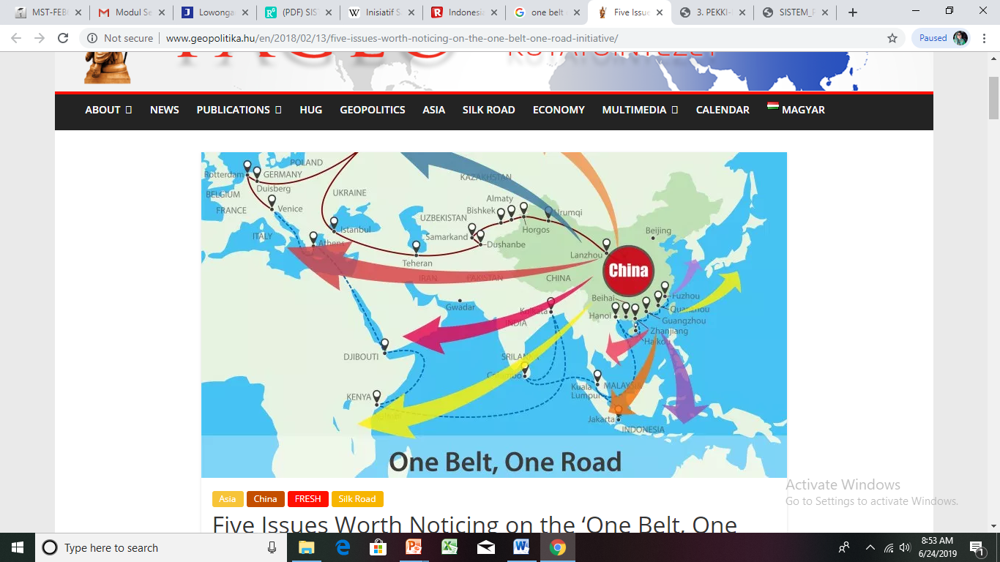 MST-FEB
Modul Se
Lowonga
(PDF) SIS
Inisiatif S
Indonesia
one belt
Five Issue
3. PEKKI-
SISTEM_P
Not secure | www.geopolitika.hu/en/2018/02/13/five-issues-worth-noticing-on-the-one-belt-one-road-initiative/
Paused
ABOUT NEWS PUBLICATIONS HUG GEOPOLITICS ASIA SILK ROAD ECONOMY MULTIMEDIA CALENDAR MAGYAR
POLAND
Rotterdam
GERMANY
Duisberg
BELGIUM
UKRAINE
KAZAKHSTAN
Almaty
FRANCE
Venice
Bishkek
Urumqi
UZBEKISTAN
Horgos
ITALY
Istanbul
Samarkand
Beijing
Athens
Dushanbe
Lanzhou
Teheran
China
IRAN
PAKISTAN
CHINA
Gwadar
Kolkata
INDIA
Beihai
Fuzhou
Hanoi
Quanzhou
Guangzhou
Zhanjiang
Haikou
DJIBOUTI
SRILANKA
Colombo
KENYA
Kuala
Lumpur
MALAYSIA
Jakarta
INDONESIA
One Belt, One Road
Asia
China
FRESH
Silk Road
Five Issues Worth Noticing on the ‘One Belt, One
Activate Windows
Go to Settings to activate Windows.
Type here to search
8:53 AM
6/24/2019
1